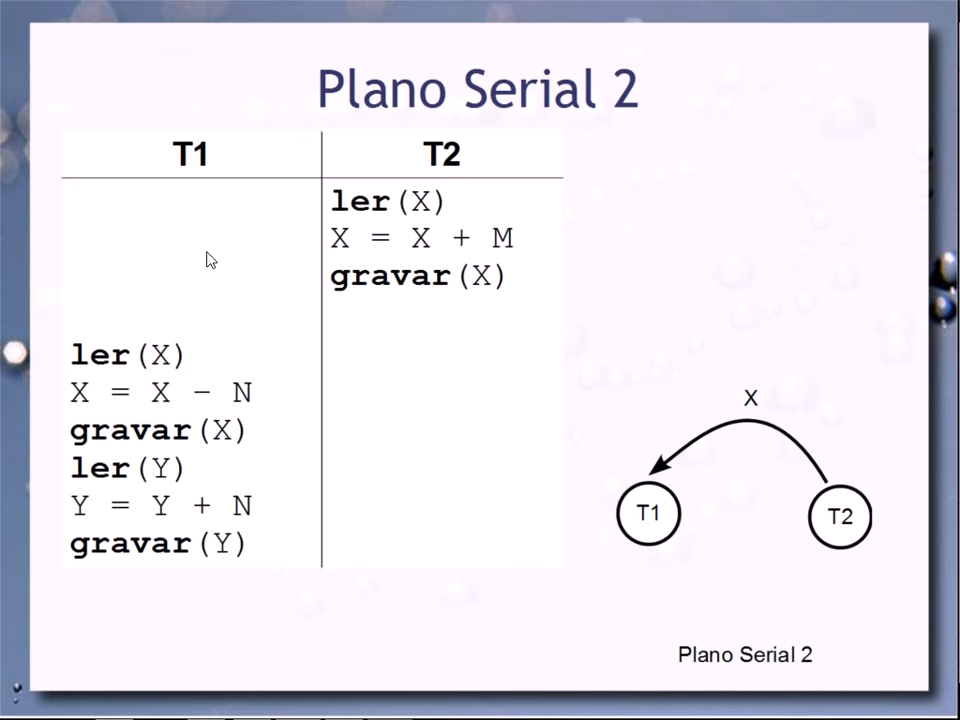 Plano Serial 2
T1
T2
ler(X)
X = X + M
gravar(X)
ler(X)
X = X - N
gravar(X)
ler(Y)
Y = Y + N
gravar(Y)
X
T1
T2
Plano Serial 2